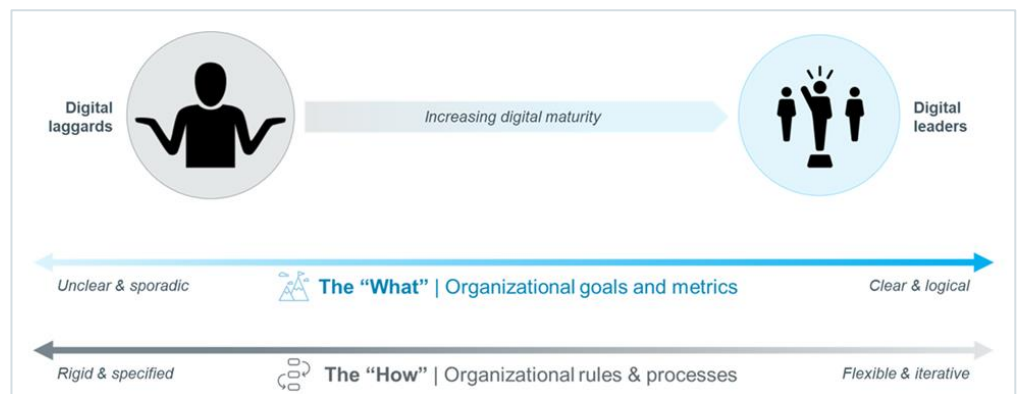 Digital
laggards
Increasing digital maturity
Digital
leaders
Unclear & sporadic
The “What” | Organizational goals and metrics
Clear & logical
Rigid & specified
The “How” | Organizational rules & processes
Flexible & iterative